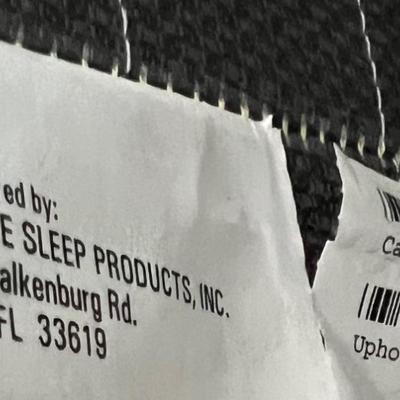 ed by:
E SLEEP PRODUCTS, INC.
alkenburg Rd.
FL 33619
Ca
Upho